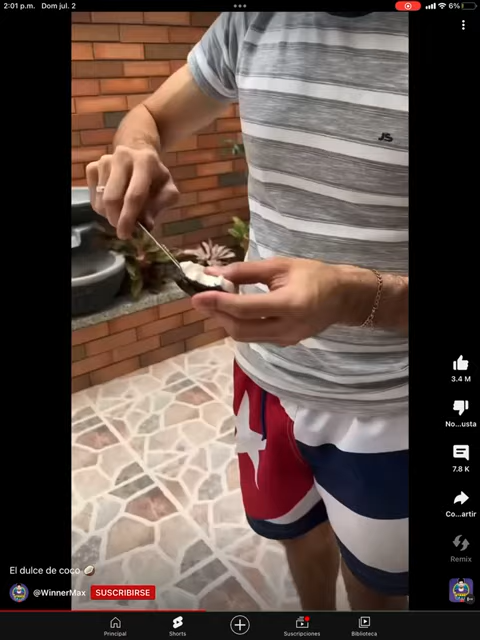 2:01 p.m. Dom jul. 2
6%
JS
3.4 M
No...usta
7.8 K
Co...artir
Remix
El dulce de coco
@WinnerMax
SUSCRIBIRSE
Principal
Shorts
Suscripciones
Biblioteca